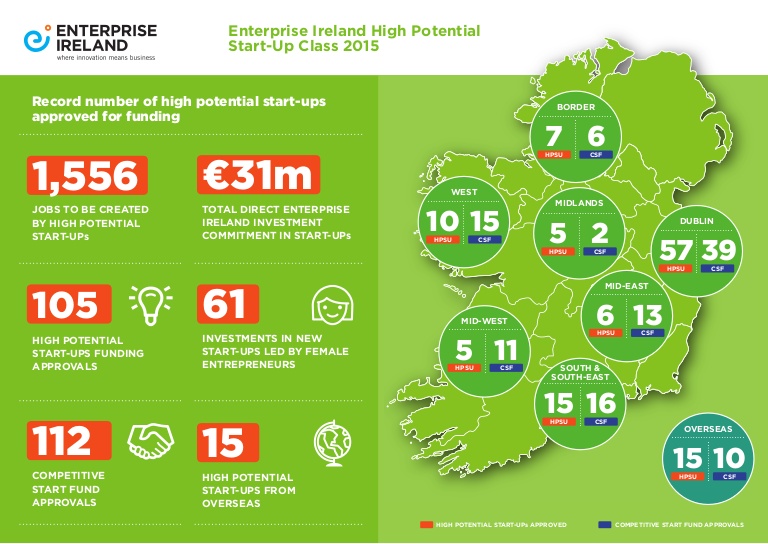 ENTERPRISE
IRELAND
where innovation means business
Enterprise Ireland High Potential
Start-Up Class 2015
Record number of high potential start-ups
approved for funding
1,556
JOBS TO BE CREATED
BY HIGH POTENTIAL
START-UPs
€31m
TOTAL DIRECT ENTERPRISE
IRELAND INVESTMENT
COMMITMENT IN START-UPs
105
HIGH POTENTIAL
START-UPS FUNDING
APPROVALS
61
INVESTMENTS IN NEW
START-UPS LED BY FEMALE
ENTREPRENEURS
112
COMPETITIVE
START FUND
APPROVALS
15
HIGH POTENTIAL
START-UPS FROM
OVERSEAS
BORDER
7 6
HPSU CSF
WEST
10 15
HPSU CSF
MIDLANDS
5 2
HPSU CSF
DUBLIN
57 39
HPSU CSF
MID-EAST
6 13
HPSU CSF
MID-WEST
5 11
HPSU CSF
SOUTH &
SOUTH-EAST
15 16
HPSU CSF
OVERSEAS
15 10
HPSU CSF
HIGH POTENTIAL START-UPs APPROVED
COMPETITIVE START FUND APPROVALS